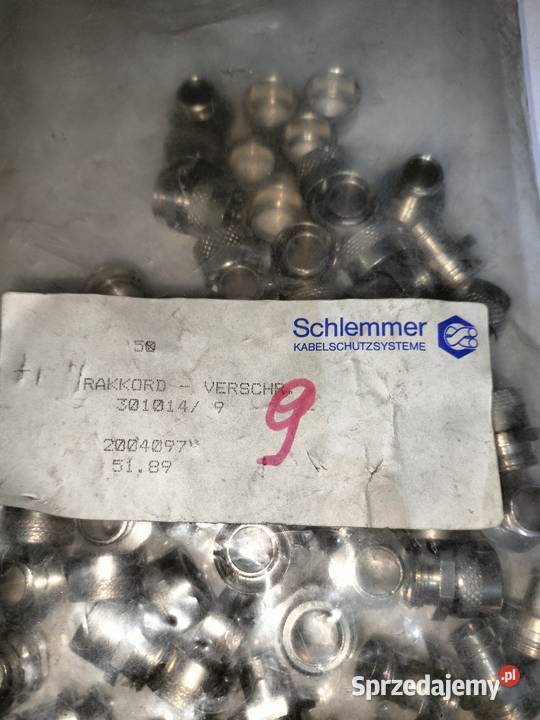 Schlemmer
KABELSCHUTZSYSTEME
50
RAKKORD - VERSCHR.
301014/ 9
9
2004097
51.89
Sprzedajemy.pl